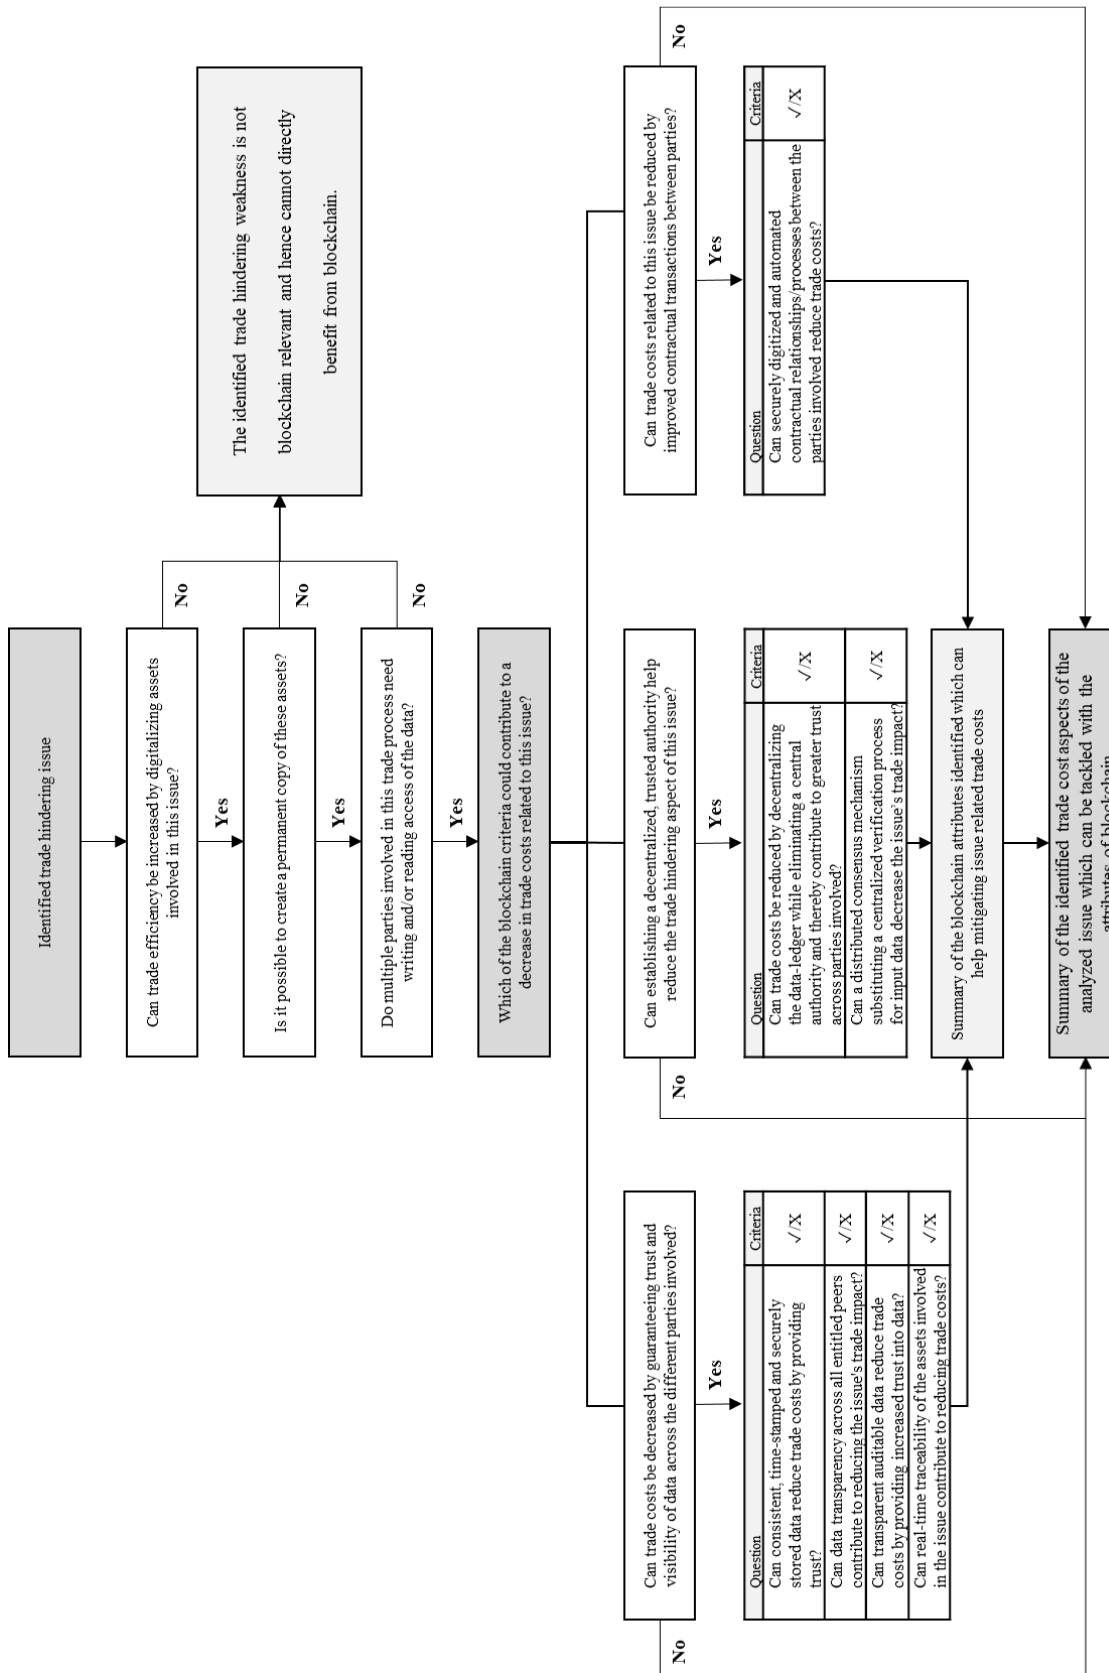 Identified trade hindering issue
Can trade efficiency be increased by digitalizing assets
involved in this issue?
No
Yes
Is it possible to create a permanent copy of these assets?
No
Yes
Do multiple parties involved in this trade process need
writing and/or reading access of the data?
No
Yes
The identified trade hindering weakness is not
blockchain relevant and hence cannot directly
benefit from blockchain.
Which of the blockchain criteria could contribute to a
decrease in trade costs related to this issue?
Can trade costs be decreased by guaranteeing trust and
visibility of data across the different parties involved?
No
Yes
Question Criteria
Can consistent, time-stamped and securely
stored data reduce trade costs by providing
trust?
√/X
Can data transparency across all entitled peers
contribute to reducing the issue's trade impact?
√/X
Can transparent auditable data reduce trade
costs by providing increased trust into data?
√/X
Can real-time traceability of the assets involved
in the issue contribute to reducing trade costs?
√/X
Can establishing a decentralized, trusted authority help
reduce the trade hindering aspect of this issue?
No
Yes
Question Criteria
Can trade costs be reduced by decentralizing
the data-ledger while eliminating a central
authority and thereby contribute to greater trust
across parties involved?
√/X
Can a distributed consensus mechanism
substituting a centralized verification process
for input data decrease the issue's trade impact?
√/X
Can trade costs related to this issue be reduced by
improved contractual transactions between parties?
No
Yes
Question Criteria
Can securely digitized and automated
contractual relationships/processes between the
parties involved reduce trade costs?
√/X
Summary of the blockchain attributes identified which can
help mitigating issue related trade costs
Summary of the identified trade cost aspects of the
analyzed issue which can be tackled with the
attributes of blockchain